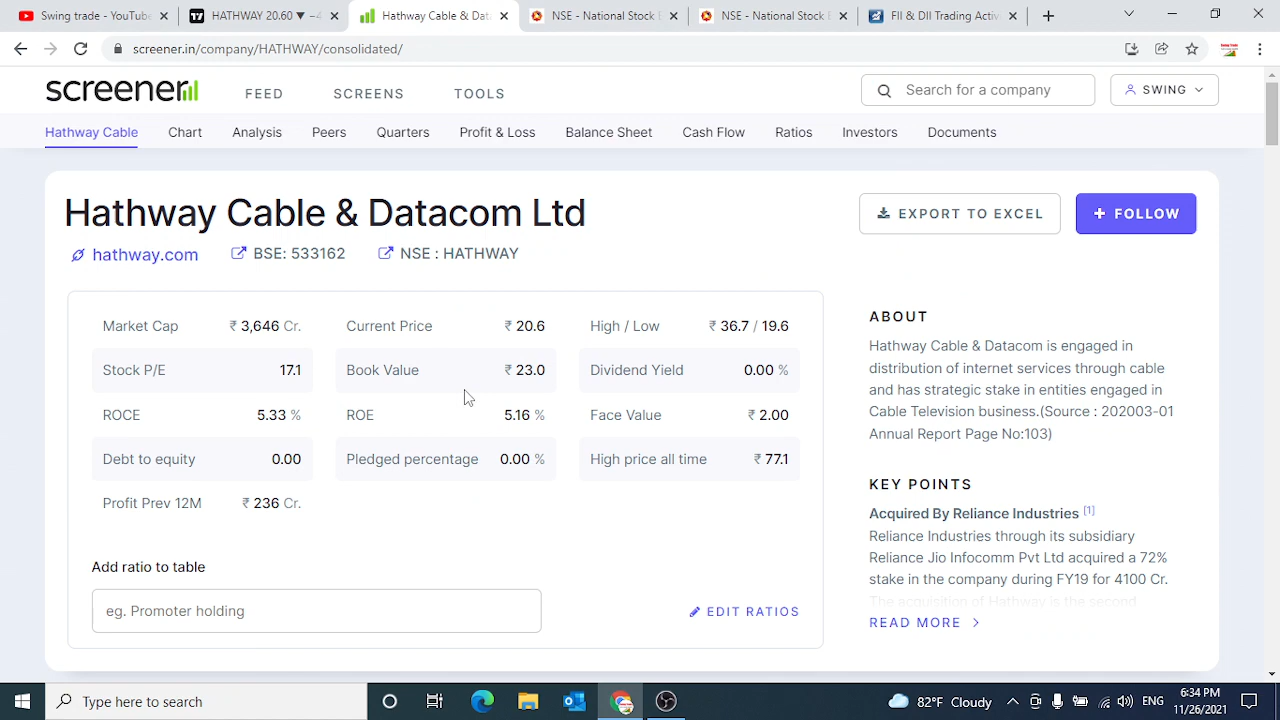 Swing trade - YouTube
HATHWAY 20.60 ▼ −4
Hathway Cable & Data
NSE - National Stock E
NSE - National Stock E
FII & DII Trading Activ
screener.in/company/HATHWAY/consolidated/
screener
FEED
SCREENS
TOOLS
Search for a company
SWING
Hathway Cable
Chart
Analysis
Peers
Quarters
Profit & Loss
Balance Sheet
Cash Flow
Ratios
Investors
Documents
Hathway Cable & Datacom Ltd
EXPORT TO EXCEL
+ FOLLOW
hathway.com
BSE: 533162
NSE : HATHWAY
Market Cap ₹ 3,646 Cr.
Current Price ₹ 20.6
High / Low ₹ 36.7 / 19.6
Stock P/E 17.1
Book Value ₹ 23.0
Dividend Yield 0.00 %
ROCE 5.33 %
ROE 5.16 %
Face Value ₹ 2.00
Debt to equity 0.00
Pledged percentage 0.00 %
High price all time ₹ 77.1
Profit Prev 12M ₹ 236 Cr.
Add ratio to table
eg. Promoter holding
EDIT RATIOS
ABOUT
Hathway Cable & Datacom is engaged in
distribution of internet services through cable
and has strategic stake in entities engaged in
Cable Television business.(Source : 202003-01
Annual Report Page No:103)
KEY POINTS
Acquired By Reliance Industries [1]
Reliance Industries through its subsidiary
Reliance Jio Infocomm Pvt Ltd acquired a 72%
stake in the company during FY19 for 4100 Cr.
The acquisition of Hathway is the second
READ MORE
Type here to search
82°F Cloudy
ENG
6:34 PM
11/26/2021